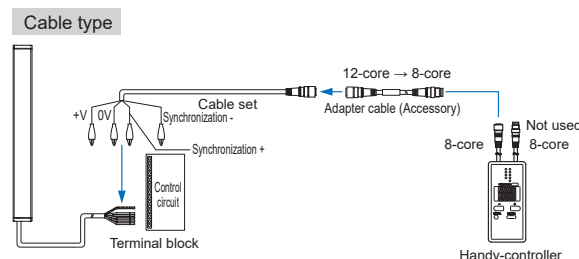 Cable type
12-core → 8-core
Cable set
Adapter cable (Accessory)
+V
0V
Synchronization -
Synchronization +
Not used
8-core
8-core
Control
circuit
Terminal block
Handy-controller